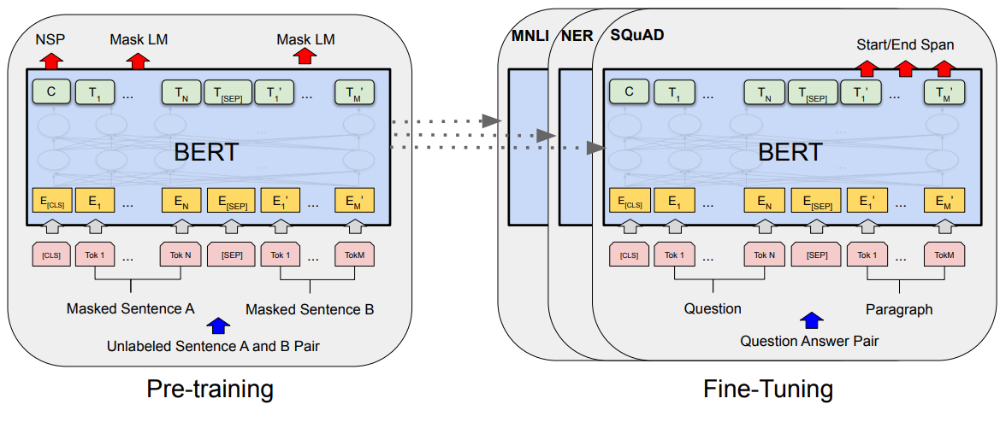 NSP Mask LM Mask LM
C T1 ... TN T[SEP] T1’ ... TM’
...
BERT
...
E[CLS] E1 ... EN E[SEP] E1’ ... EM’
[CLS] Tok 1 ... Tok N [SEP] Tok 1 ... TokM
Masked Sentence A Masked Sentence B
Unlabeled Sentence A and B Pair
Pre-training
MNLI NER SQuAD
Start/End Span
C T1 ... TN T[SEP] T1’ ... TM’
...
BERT
...
E[CLS] E1 ... EN E[SEP] E1’ ... EM’
[CLS] Tok 1 ... Tok N [SEP] Tok 1 ... TokM
Question Paragraph
Question Answer Pair
Fine-Tuning